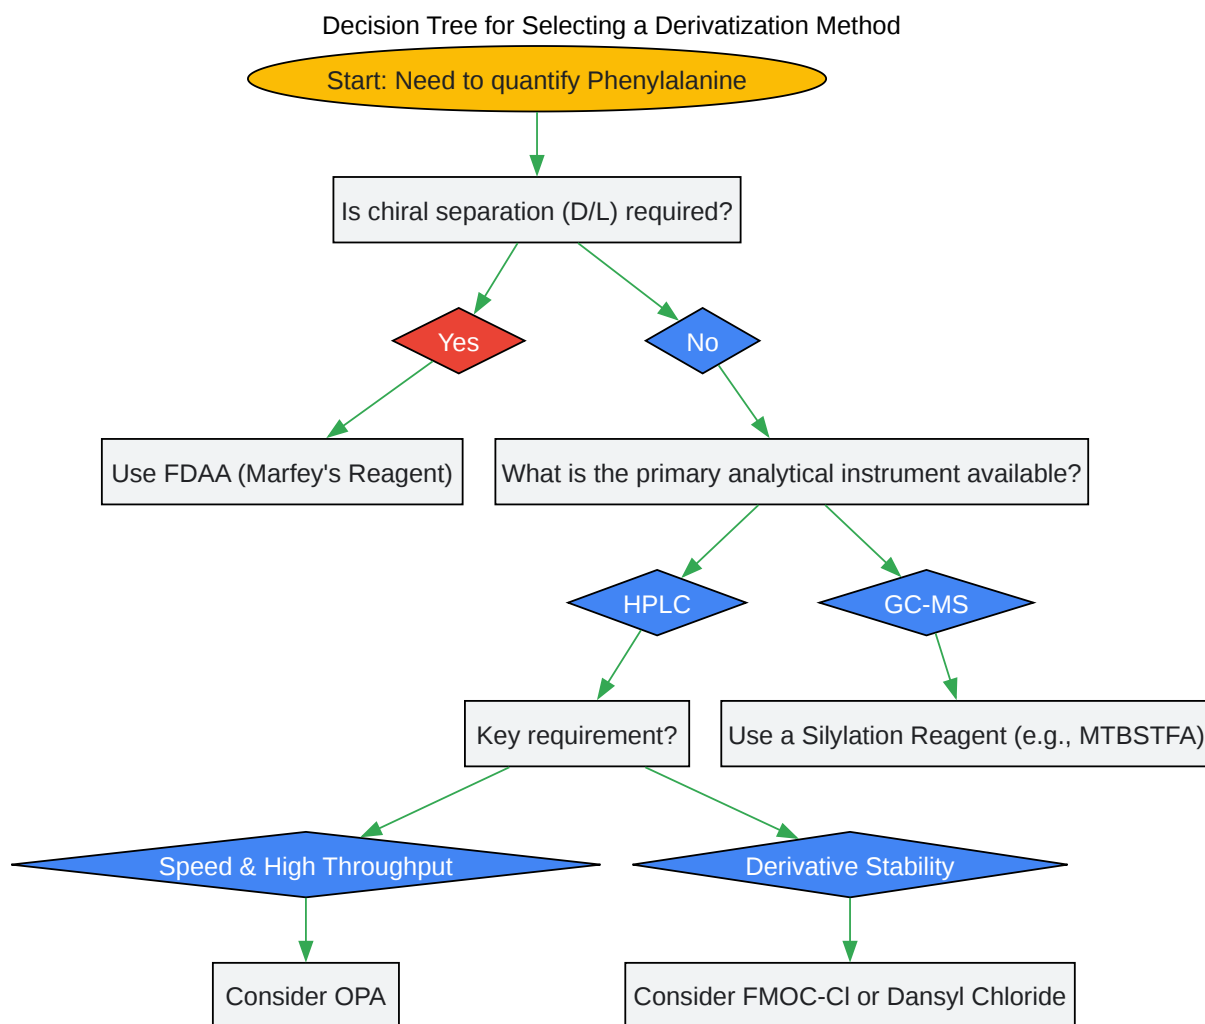 Decision Tree for Selecting a Derivatization Method
Start: Need to quantify Phenylalanine
Is chiral separation (D/L) required?
Yes
No
Use FDAA (Marfey's Reagent)
What is the primary analytical instrument available?
HPLC
GC-MS
Key requirement?
Use a Silylation Reagent (e.g., MTBSTFA)
Speed & High Throughput
Derivative Stability
Consider OPA
Consider FMOC-Cl or Dansyl Chloride